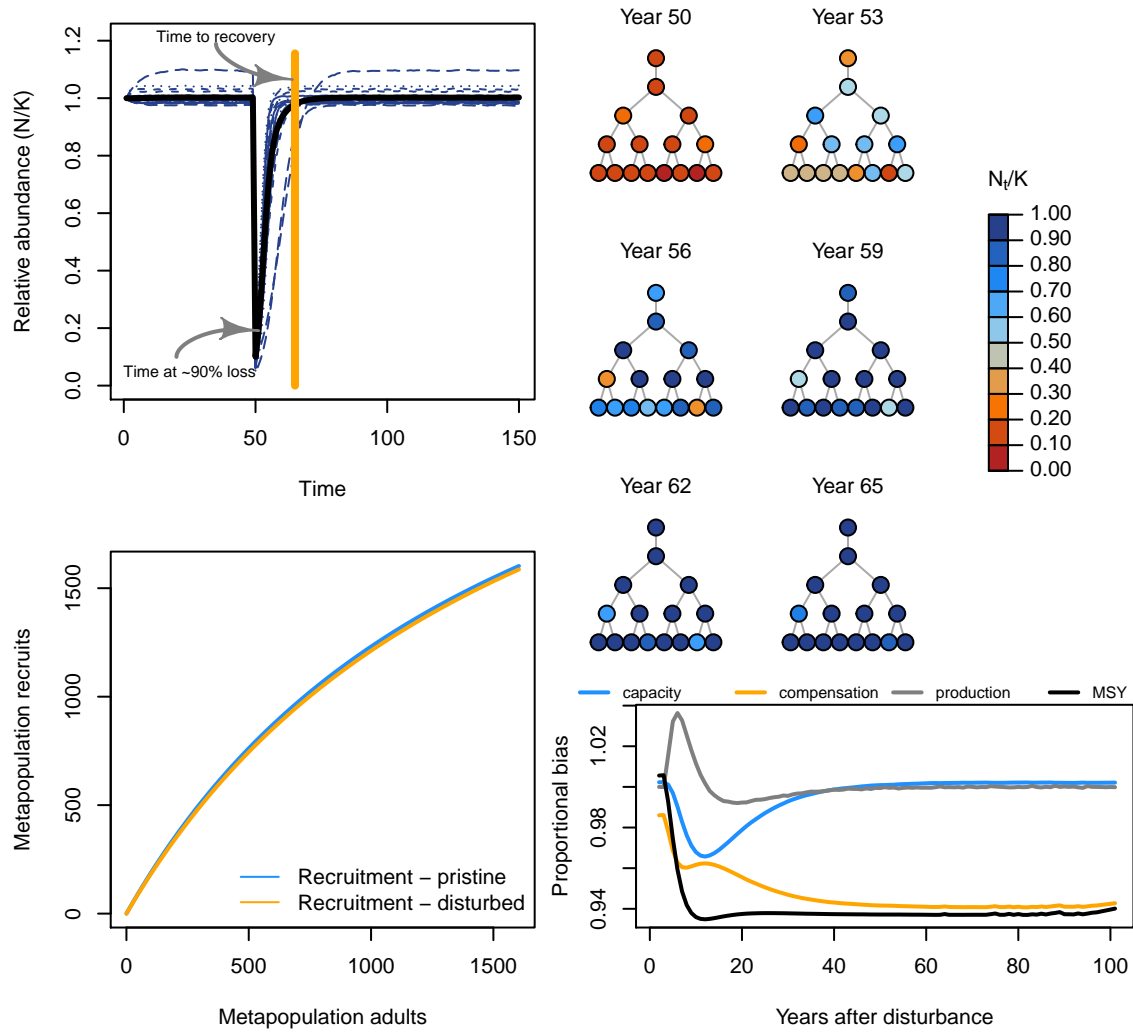 Relative abundance (N/K)
1.2
1.0
0.8
0.6
0.4
0.2
0.0
Time to recovery
Time at ~90% loss
0
50
100
150
Time
Year 50
Year 53
Year 56
Year 59
Year 62
Year 65
Nt/K
1.00
0.90
0.80
0.70
0.60
0.50
0.40
0.30
0.20
0.10
0.00
Metapopulation recruits
1500
1000
500
0
Recruitment − pristine
Recruitment − disturbed
0
500
1000
1500
Metapopulation adults
capacity
compensation
production
MSY
Proportional bias
1.02
0.98
0.94
0
20
40
60
80
100
Years after disturbance